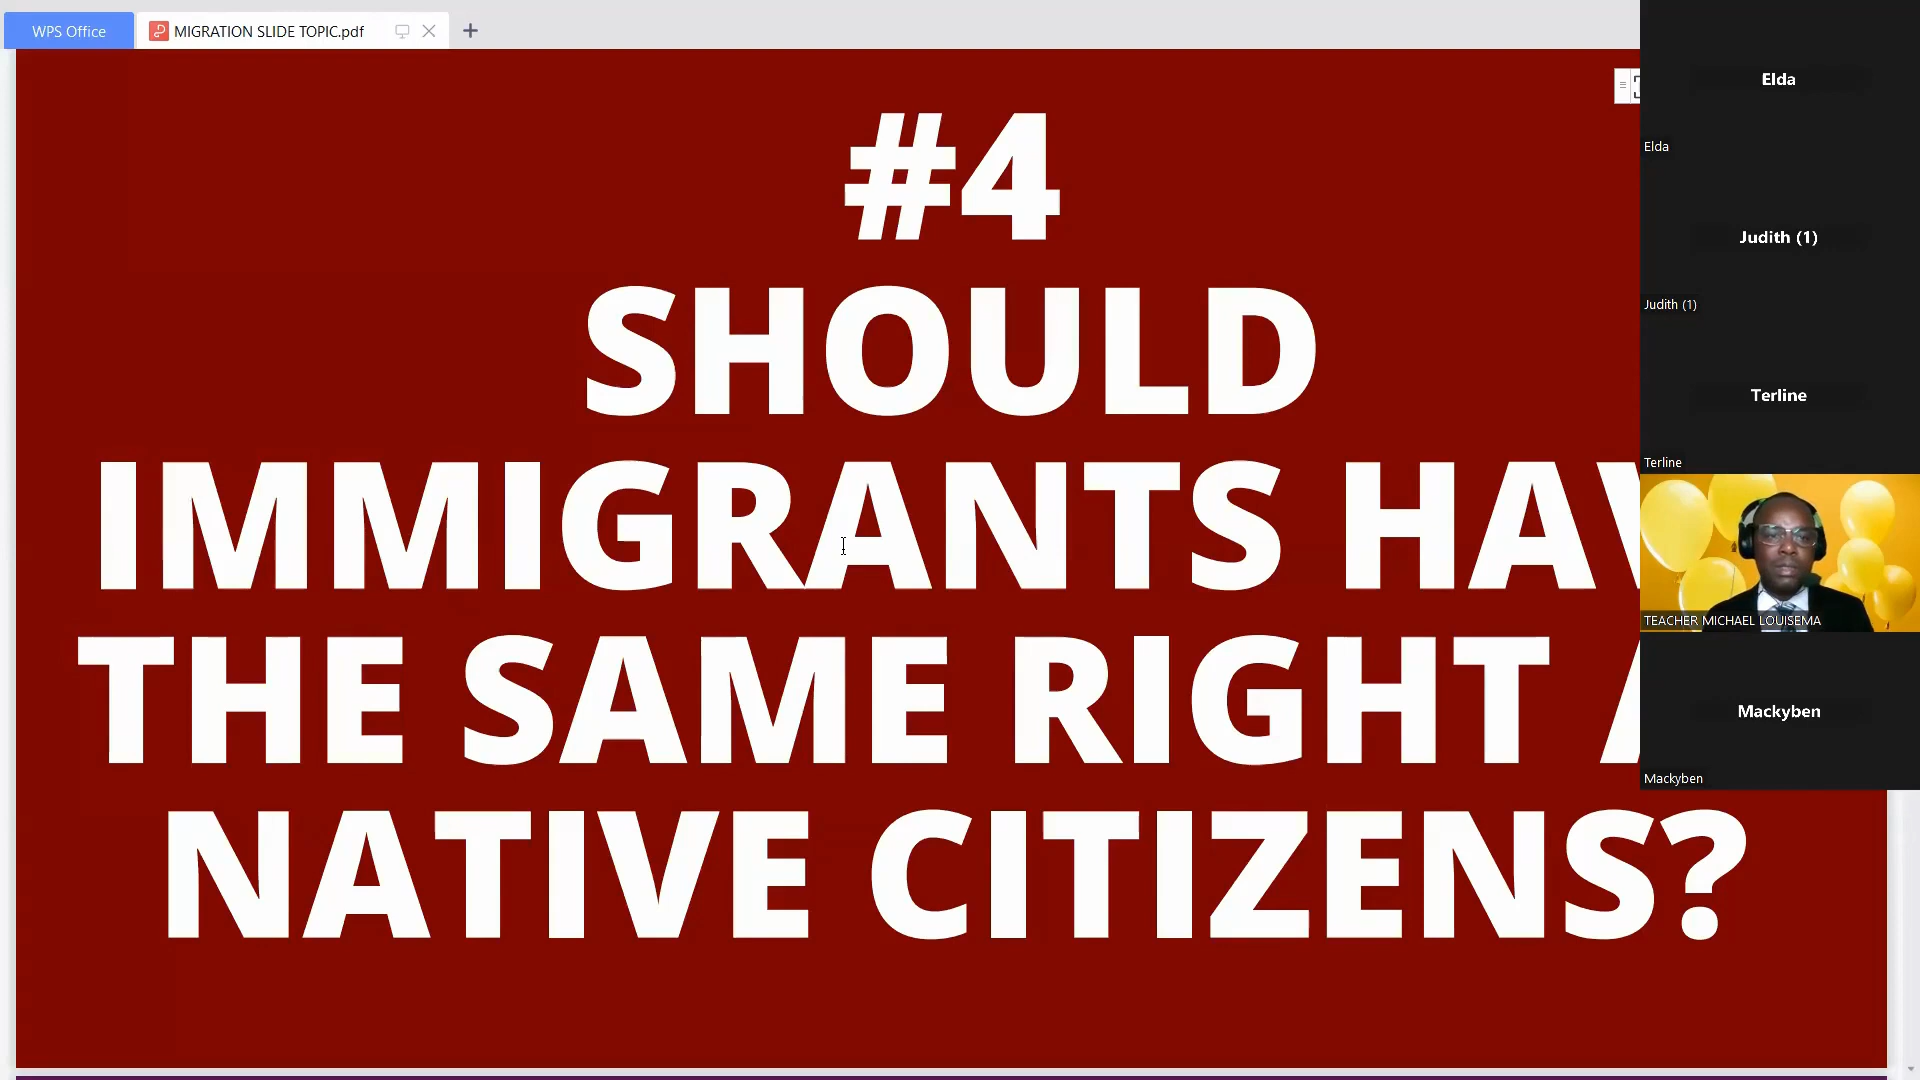 WPS Office
MIGRATION SLIDE TOPIC.pdf
#4
SHOULD
IMMIGRANTS
THE SAME RIGHT
NATIVE CITIZENS?
Elda
Elda
Judith (1)
Judith (1)
Terline
Terline
TEACHER MICHAEL LOUISEMA
Mackyben
Mackyben